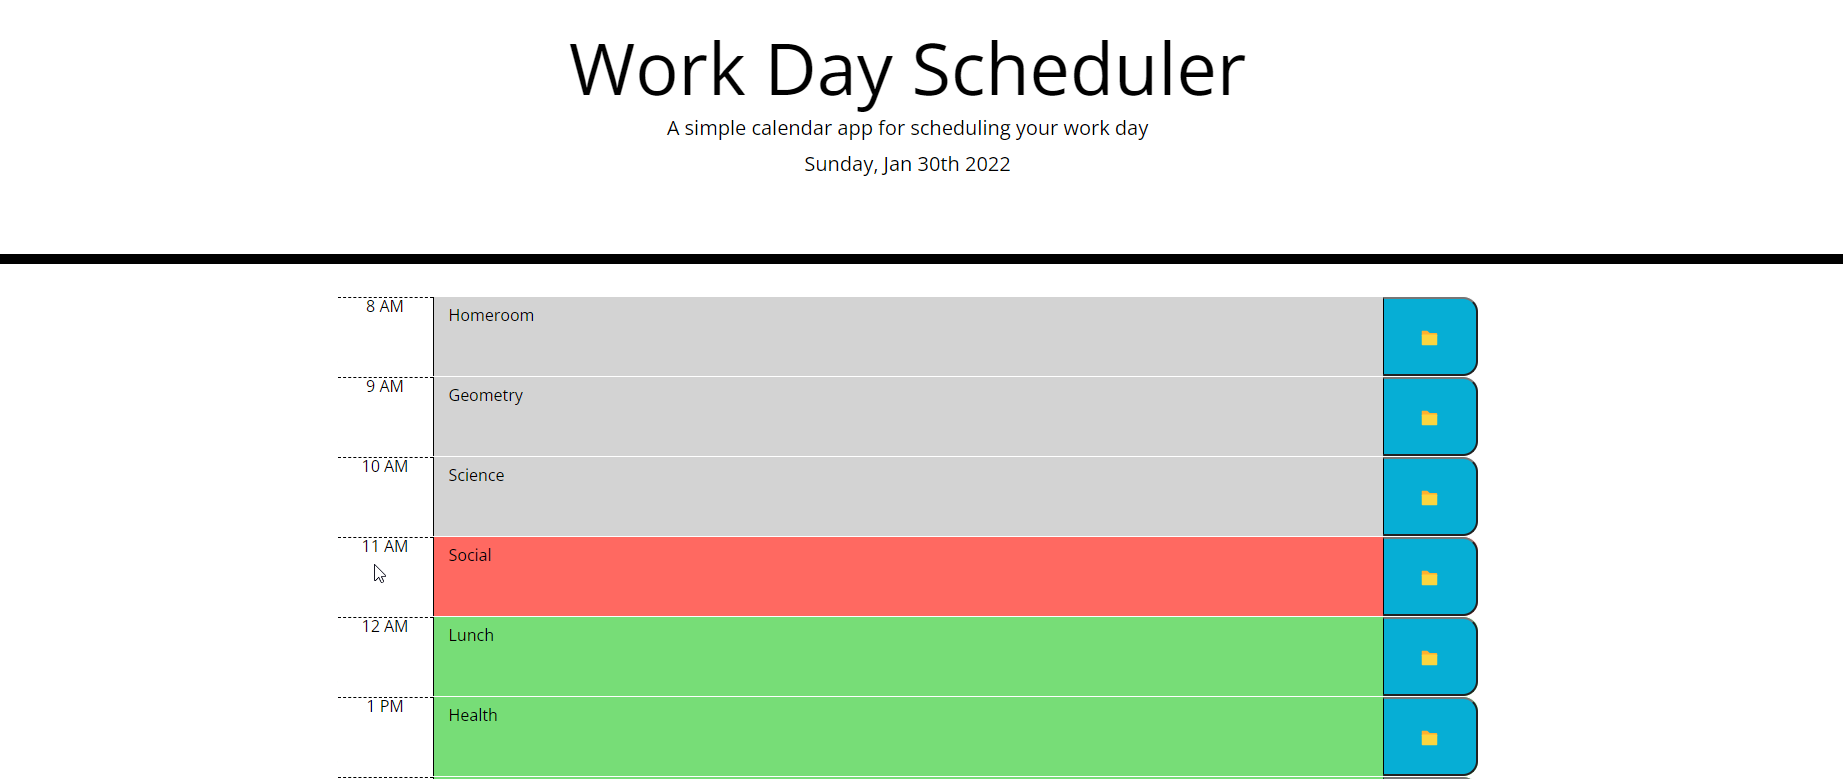 Work Day Scheduler
A simple calendar app for scheduling your work day
Sunday, Jan 30th 2022
8 AM
Homeroom
9 AM
Geometry
10 AM
Science
11 AM
Social
12 AM
Lunch
1 PM
Health